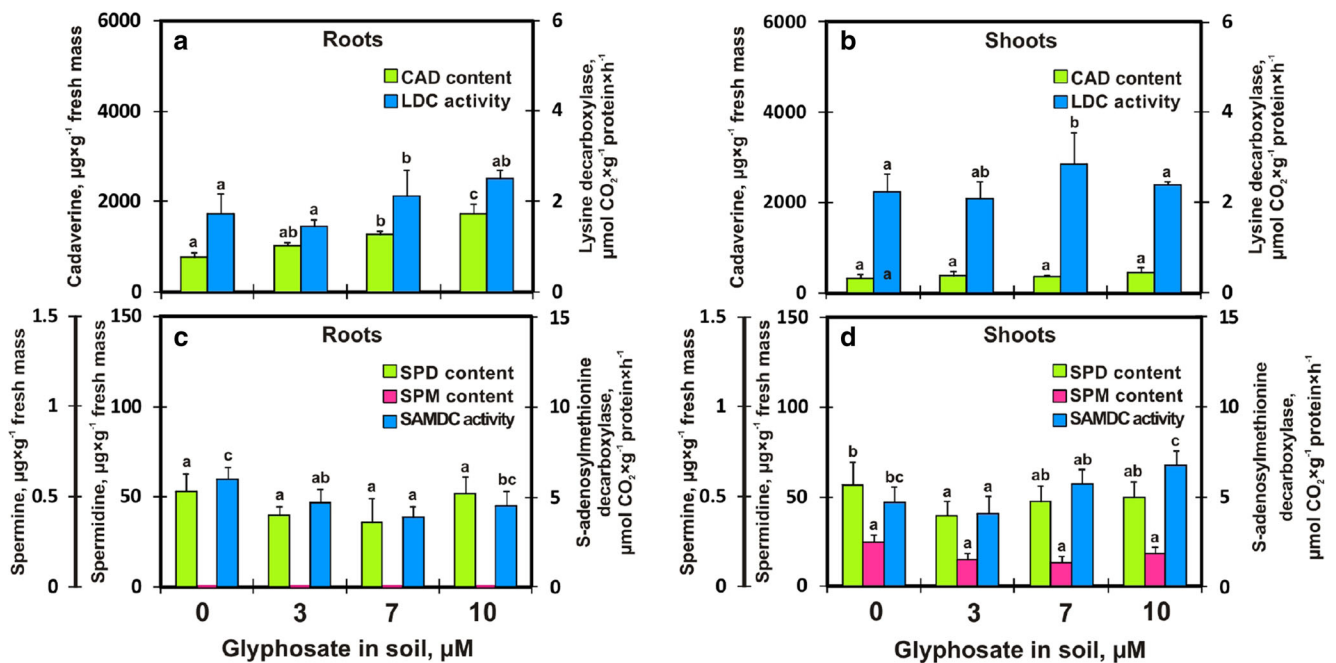 a
Roots
CAD content
LDC activity
6000
4000
2000
0
Cadaverine, µg×g⁻¹ fresh mass
6
4
2
0
Lysine decarboxylase,
µmol CO₂×g⁻¹ protein×h⁻¹
a a ab a b b c ab
b
Shoots
CAD content
LDC activity
6000
4000
2000
0
Cadaverine, µg×g⁻¹ fresh mass
6
4
2
0
Lysine decarboxylase,
µmol CO₂×g⁻¹ protein×h⁻¹
a a a a ab a b a a
c
Roots
SPD content
SPM content
SAMDC activity
1.5
1
0.5
0
Spermine, µg×g⁻¹ fresh mass
150
100
50
0
Spermidine, µg×g⁻¹ fresh mass
15
10
5
0
S-adenosylmethionine
decarboxylase,
µmol CO₂×g⁻¹ protein×h⁻¹
a c a ab a a a bc
0 3 7 10
Glyphosate in soil, µM
d
Shoots
SPD content
SPM content
SAMDC activity
1.5
1
0.5
0
Spermine, µg×g⁻¹ fresh mass
150
100
50
0
Spermidine, µg×g⁻¹ fresh mass
15
10
5
0
S-adenosylmethionine
decarboxylase,
µmol CO₂×g⁻¹ protein×h⁻¹
b a bc a a a ab a ab ab a c
0 3 7 10
Glyphosate in soil, µM